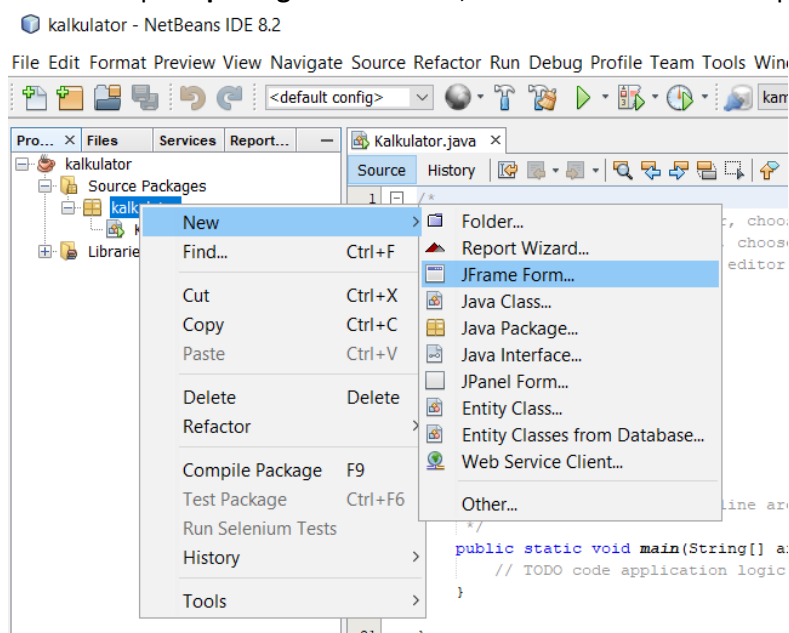 kalkulator - NetBeans IDE 8.2
File Edit Format Preview View Navigate Source Refactor Run Debug Profile Team Tools
<default config>
Pro... × Files Services Report... –
Kalkulator.java ×
kalkulator
Source History
Source Packages
1 /*
New
Folder...
, choos
Find... Ctrl+F
Report Wizard...
choose
Librarie
JFrame Form...
editor
Cut Ctrl+X
Java Class...
Copy Ctrl+C
Java Package...
Paste Ctrl+V
Java Interface...
JPanel Form...
Delete Delete
Entity Class...
Refactor
Entity Classes from Database...
Compile Package F9
Web Service Client...
Test Package Ctrl+F6
Other...
line are
Run Selenium Tests
*/
History
public static void main(String[] a
// TODO code application logic
}
Tools